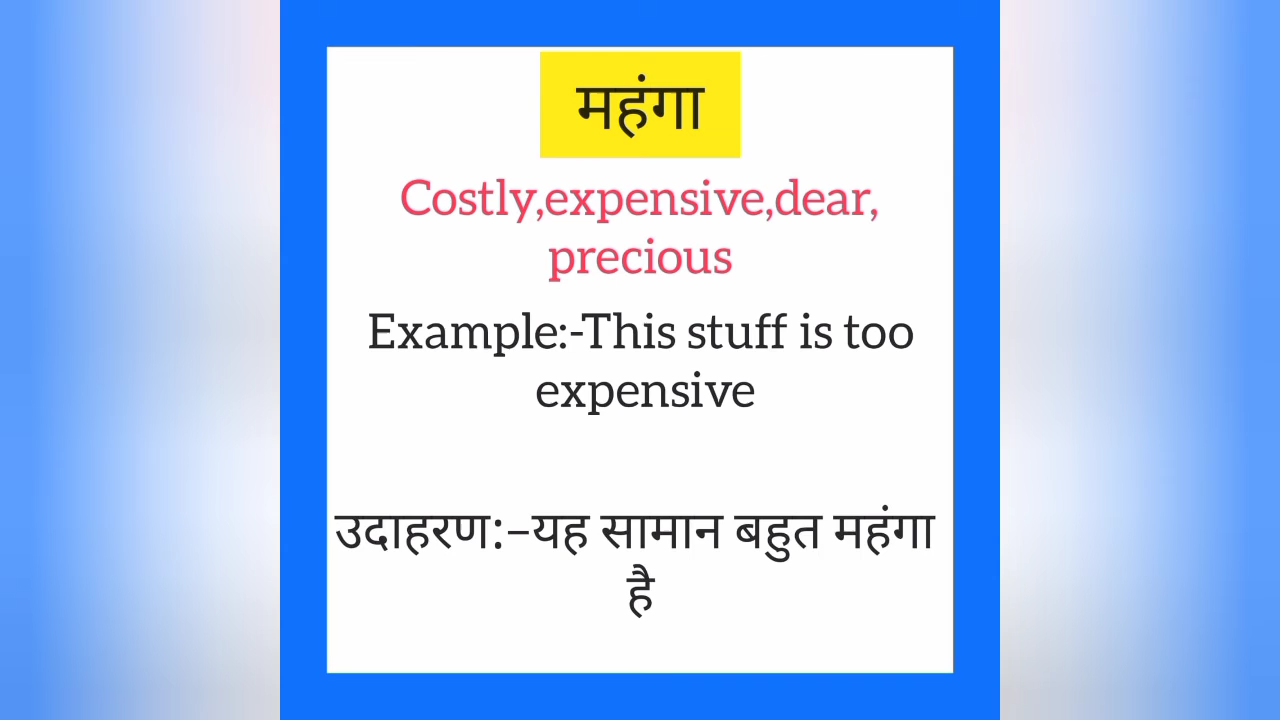 महंगा
Costly,expensive,dear,
precious
Example:-This stuff is too
expensive
उदाहरण:–यह सामान बहुत महंगा
है